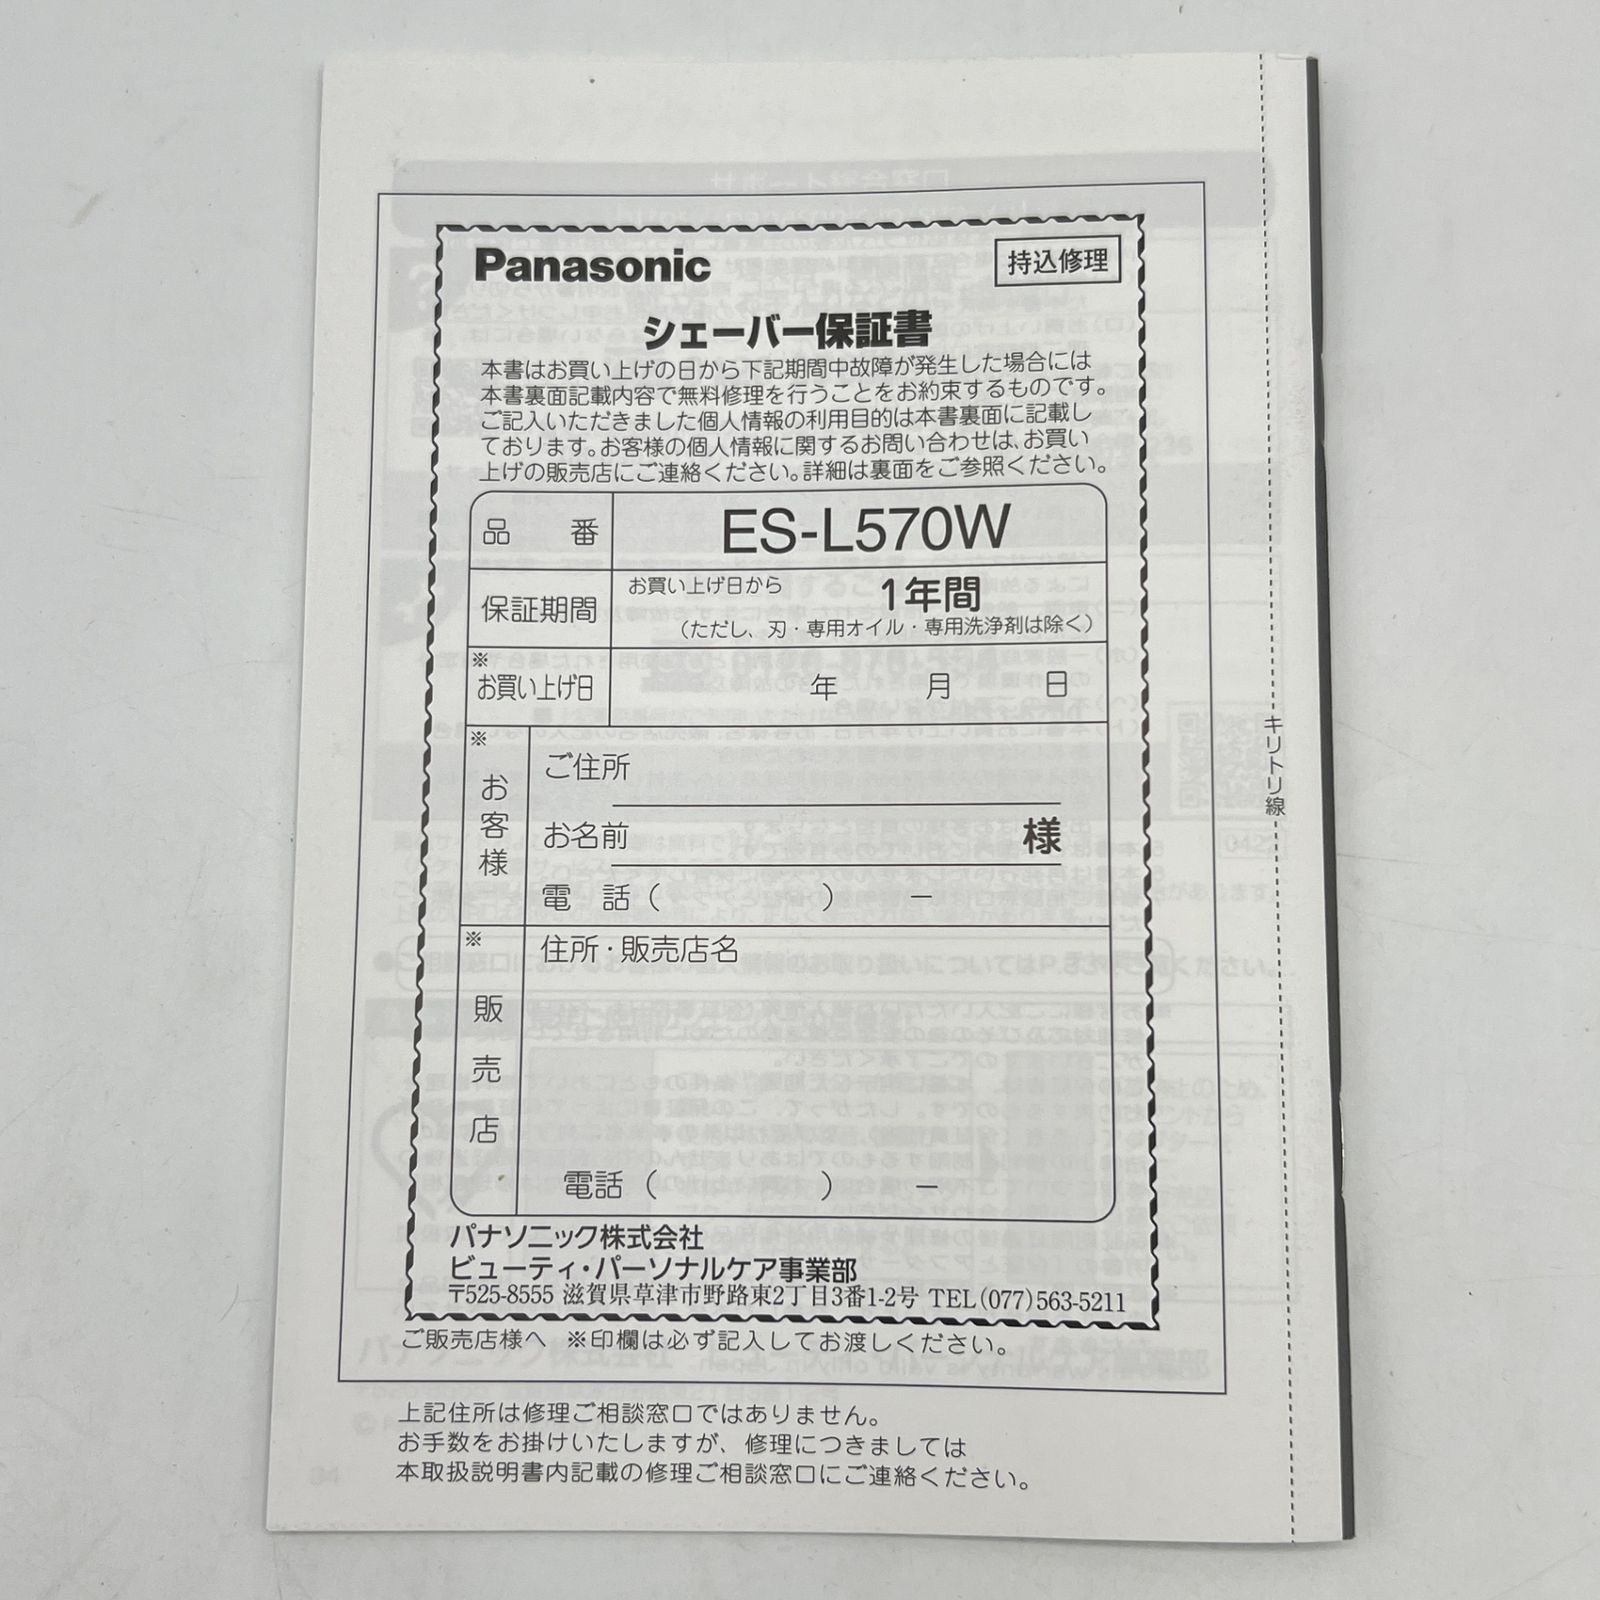 Panasonic
持込修理
シェーバー保証書
本書はお買い上げの日から下記期間中故障が発生した場合には
本書裏面記載内容で無料修理を行うことをお約束するものです。
ご記入いただきました個人情報の利用目的は本書裏面に記載し
ております。お客様の個人情報に関するお問い合わせは、お買い
上げの販売店にご連絡ください。詳細は裏面をご参照ください。
品 番 ES-L570W
保証期間 お買い上げ日から 1年間
（ただし、刃・専用オイル・専用洗浄剤は除く）
※
お買い上げ日 年 月 日
※
お客様
ご住所
お名前 様
電 話（ ） －
※
販売店
住所・販売店名
電話（ ） －
パナソニック株式会社
ビューティ・パーソナルケア事業部
〒525-8555 滋賀県草津市野路東2丁目3番1-2号 TEL(077)563-5211
ご販売店様へ ※印欄は必ず記入してお渡しください。
上記住所は修理ご相談窓口ではありません。
お手数をお掛けいたしますが、修理につきましては
本取扱説明書内記載の修理ご相談窓口にご連絡ください。
キリトリ線